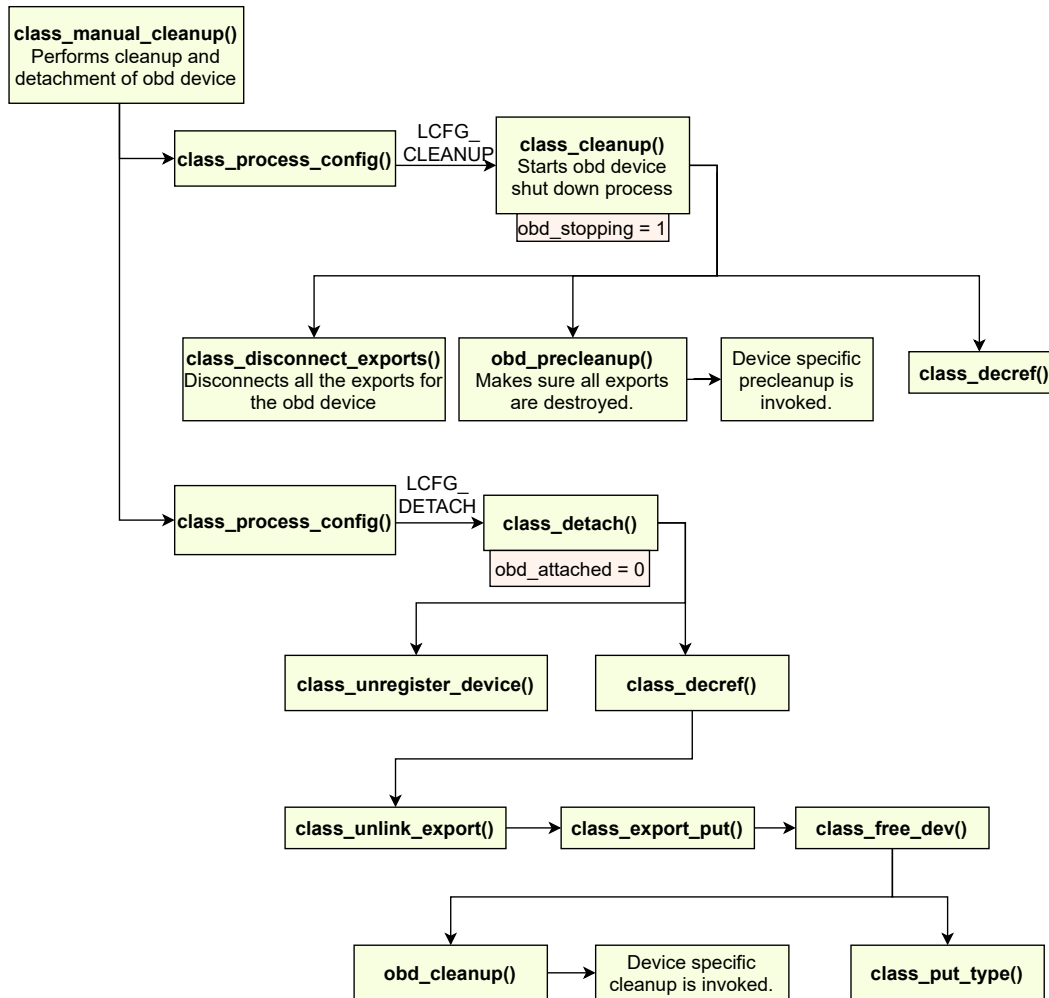 class_manual_cleanup()
Performs cleanup and
detachment of obd device
class_process_config()
LCFG_
CLEANUP
class_cleanup()
Starts obd device
shut down process
obd_stopping = 1
class_disconnect_exports()
Disconnects all the exports for
the obd device
obd_precleanup()
Makes sure all exports
are destroyed.
Device specific
precleanup is
invoked.
class_decref()
class_process_config()
LCFG_
DETACH
class_detach()
obd_attached = 0
class_unregister_device()
class_decref()
class_unlink_export()
class_export_put()
class_free_dev()
obd_cleanup()
Device specific
cleanup is invoked.
class_put_type()